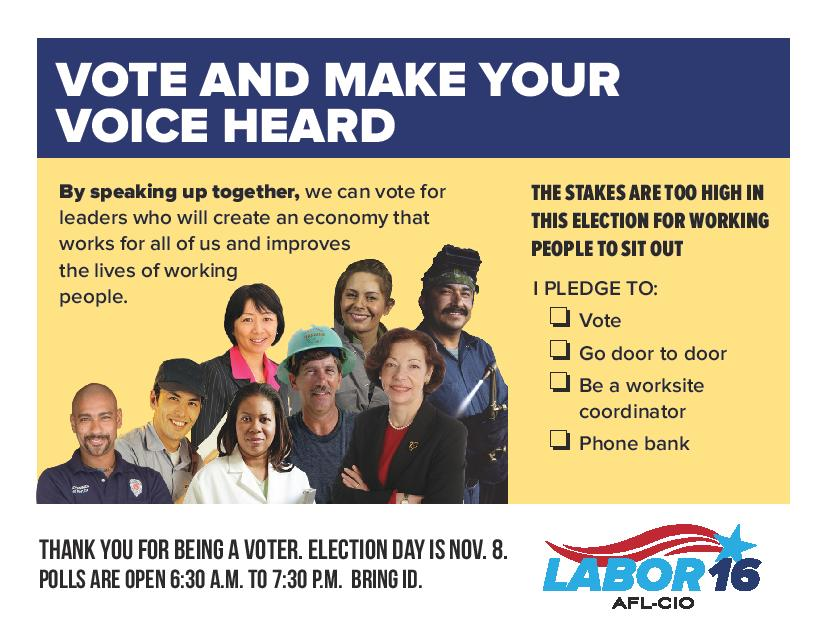 VOTE AND MAKE YOUR
VOICE HEARD
By speaking up together, we can vote for
leaders who will create an economy that
works for all of us and improves
the lives of working
people.
THE STAKES ARE TOO HIGH IN
THIS ELECTION FOR WORKING
PEOPLE TO SIT OUT
I PLEDGE TO:
Vote
Go door to door
Be a worksite
coordinator
Phone bank
THANK YOU FOR BEING A VOTER. ELECTION DAY IS NOV. 8.
POLLS ARE OPEN 6:30 A.M. TO 7:30 P.M. BRING ID.
LABOR 16
AFL-CIO